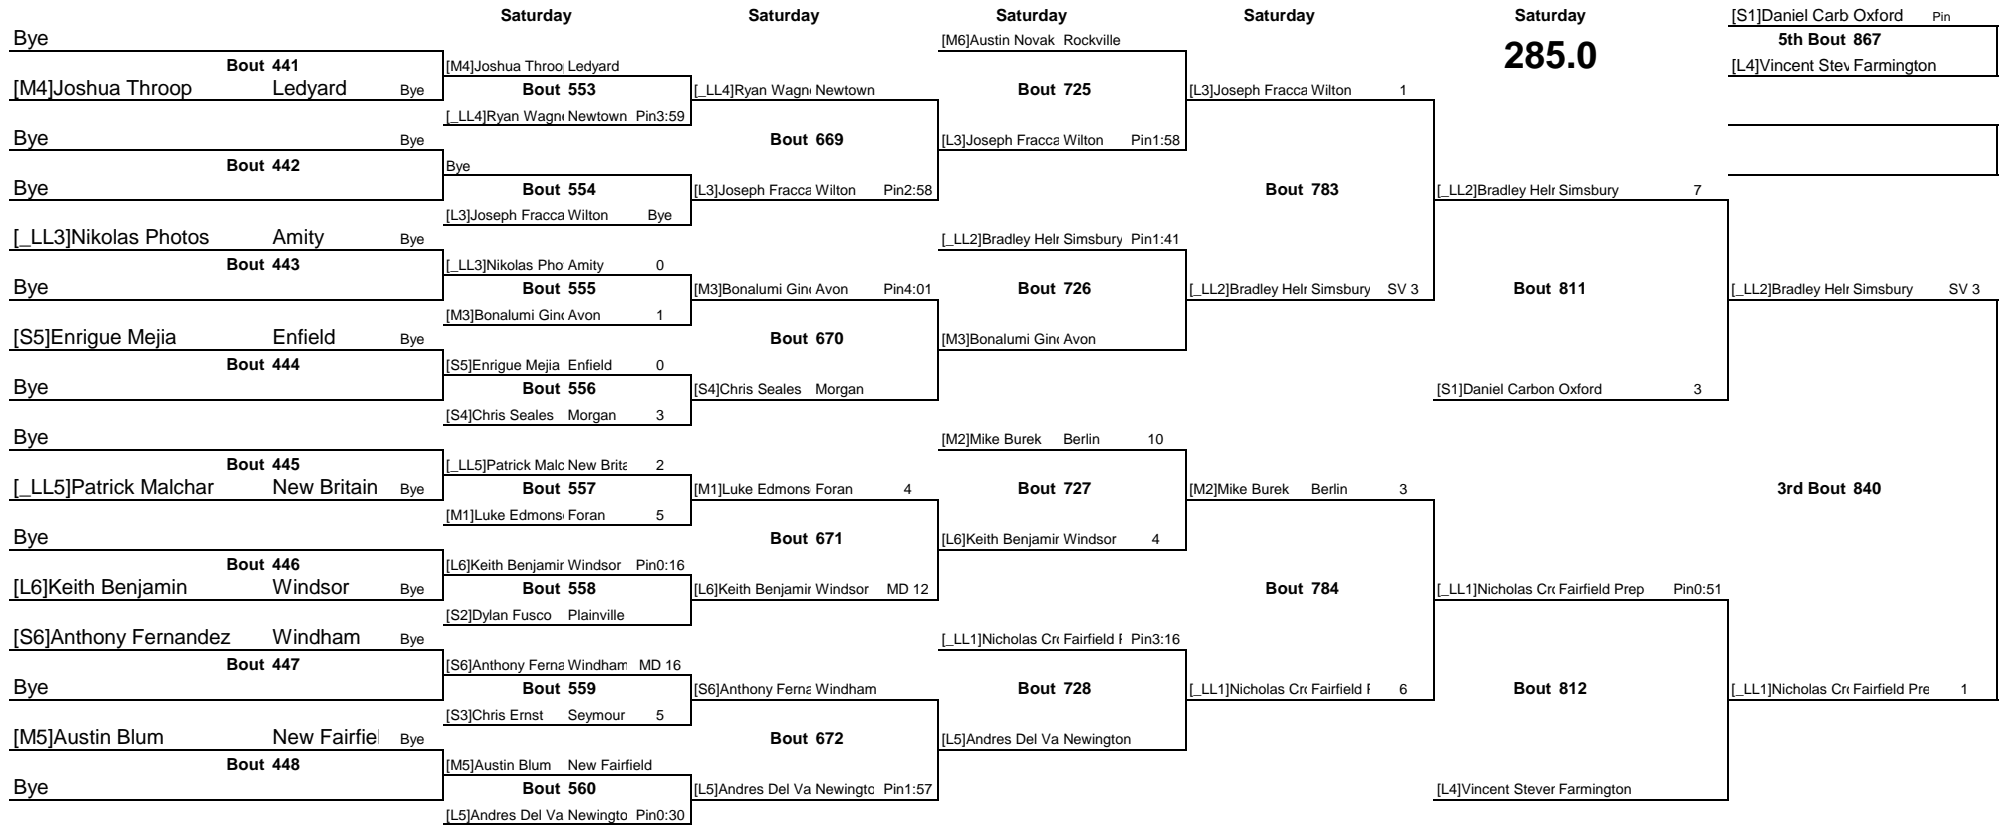 Saturday Saturday Saturday Saturday Saturday [S1]Daniel Carb Oxford Pin
Bye [M6]Austin Novak Rockville 285.0 5th Bout 867
Bout 441 [M4]Joshua Throo Ledyard [L4]Vincent Stev Farmington
[M4]Joshua Throop Ledyard Bye Bout 553 [_LL4]Ryan Wagn Newtown Bout 725 [L3]Joseph Fracca Wilton 1
[_LL4]Ryan Wagn Newtown Pin3:59
Bye Bye Bout 669 [L3]Joseph Fracca Wilton Pin1:58
Bout 442 Bye
Bye Bout 554 [L3]Joseph Fracca Wilton Pin2:58 Bout 783 [_LL2]Bradley Helr Simsbury 7
[L3]Joseph Fracca Wilton Bye
[_LL3]Nikolas Photos Amity Bye [_LL2]Bradley Helr Simsbury Pin1:41
Bout 443 [_LL3]Nikolas Pho Amity 0
Bye Bout 555 [M3]Bonalumi Gin Avon Pin4:01 Bout 726 [_LL2]Bradley Helr Simsbury SV 3 Bout 811 [_LL2]Bradley Helr Simsbury SV 3
[M3]Bonalumi Gin Avon 1
[S5]Enrigue Mejia Enfield Bye Bout 670 [M3]Bonalumi Gin Avon
Bout 444 [S5]Enrigue Mejia Enfield 0
Bye Bout 556 [S4]Chris Seales Morgan [S1]Daniel Carbon Oxford 3
[S4]Chris Seales Morgan 3
Bye [M2]Mike Burek Berlin 10
Bout 445 [_LL5]Patrick Malc New Brita 2
[_LL5]Patrick Malchar New Britain Bye Bout 557 [M1]Luke Edmons Foran 4 Bout 727 [M2]Mike Burek Berlin 3 3rd Bout 840
[M1]Luke Edmons Foran 5
Bye Bout 671 [L6]Keith Benjamir Windsor 4
Bout 446 [L6]Keith Benjamir Windsor Pin0:16
[L6]Keith Benjamin Windsor Bye Bout 558 [L6]Keith Benjamir Windsor MD 12 Bout 784 [_LL1]Nicholas Cr Fairfield Prep Pin0:51
[S2]Dylan Fusco Plainville
[S6]Anthony Fernandez Windham Bye [_LL1]Nicholas Cr Fairfield Pin3:16
Bout 447 [S6]Anthony Ferna Windham MD 16
Bye Bout 559 [S6]Anthony Ferna Windham Bout 728 [_LL1]Nicholas Cr Fairfield 6 Bout 812 [_LL1]Nicholas Cr Fairfield Pre 1
[S3]Chris Ernst Seymour 5
[M5]Austin Blum New Fairfie Bye Bout 672 [L5]Andres Del Va Newington
Bout 448 [M5]Austin Blum New Fairfield
Bye Bout 560 [L5]Andres Del Va Newingto Pin1:57 [L4]Vincent Stever Farmington
[L5]Andres Del Va Newingto Pin0:30